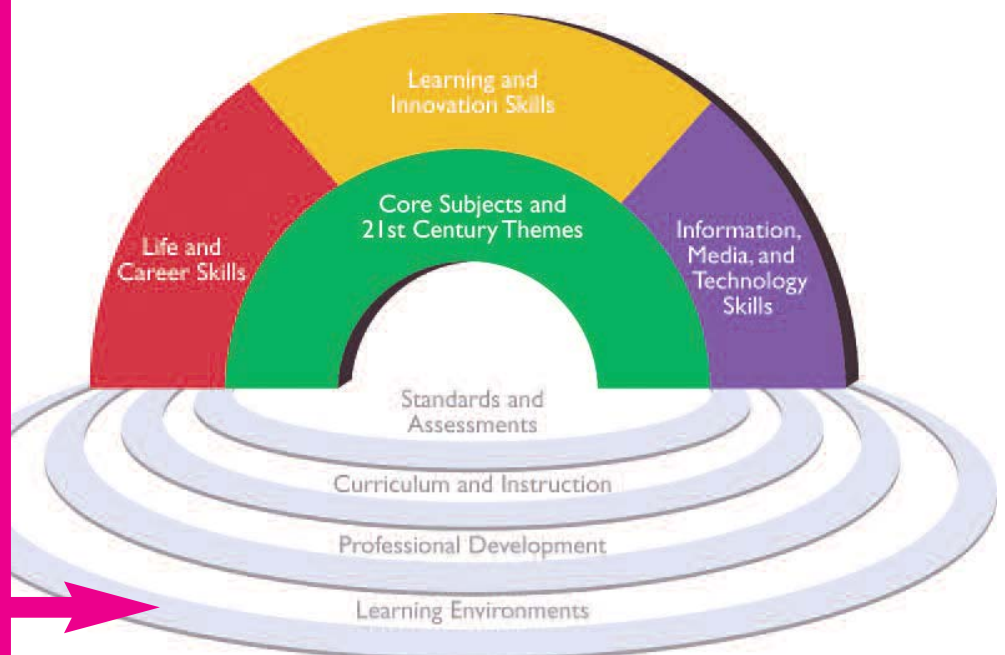 Learning and
Innovation Skills
Core Subjects and
21st Century Themes
Life and
Career Skills
Information,
Media, and
Technology
Skills
Standards and
Assessments
Curriculum and Instruction
Professional Development
Learning Environments